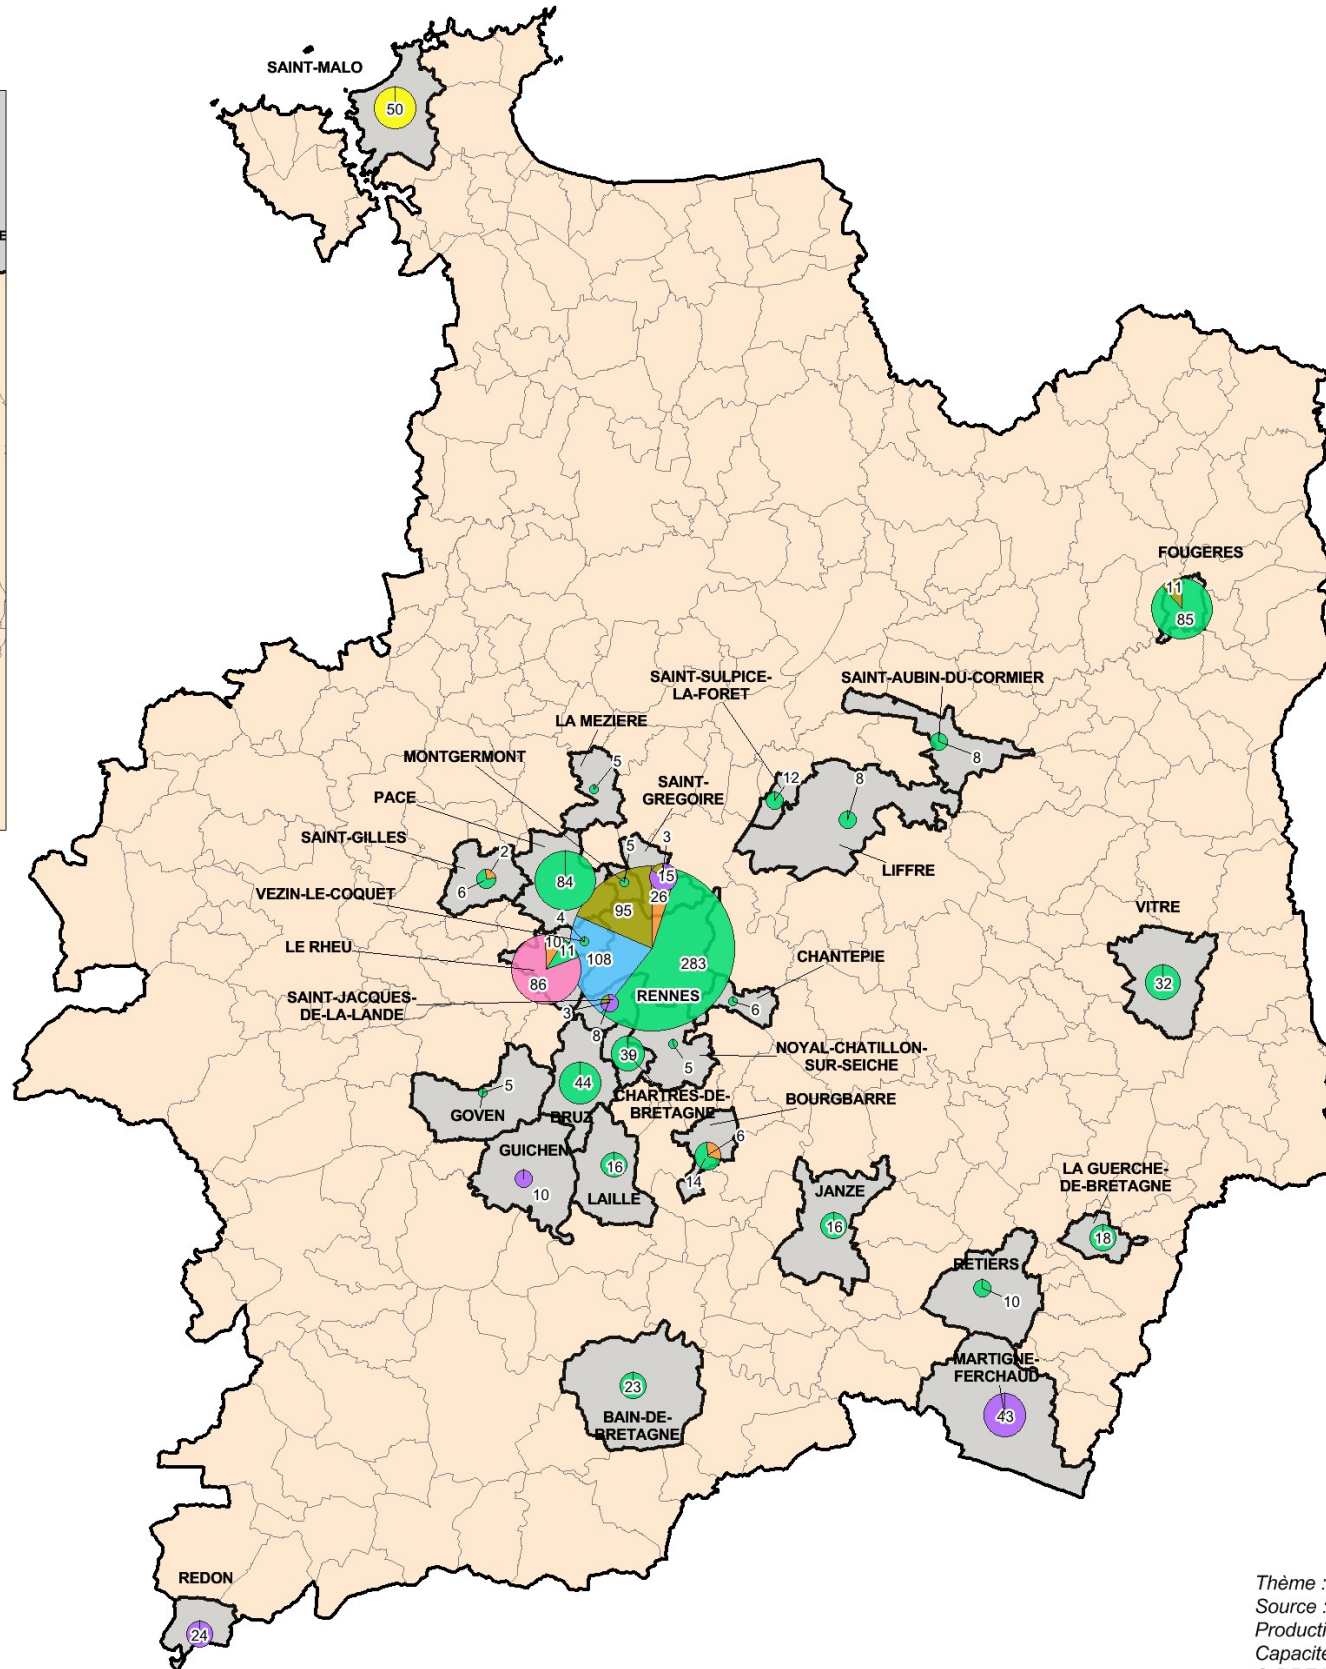 SAINT-MALO
50
E
FOUGERES
11
85
SAINT-SULPICE-
LA-FORET
SAINT-AUBIN-DU-CORMIER
8
LA MEZIERE
5
MONTGERMONT
12
8
SAINT-
GREGOIRE
PACE
3
5
SAINT-GILLES
2
15
LIFFRE
6
84
26
VEZIN-LE-COQUET
95
VITRE
4
10
11
LE RHEU
108
283
CHANTEPIE
86
32
RENNES
SAINT-JACQUES-
DE-LA-LANDE
3
6
8
39
NOYAL-CHATILLON-
SUR-SEICHE
5
5
44
GOVEN
BRUZ
CHARTRES-DE-
BRETAGNE
BOURGBARRE
6
GUICHEN
16
14
LA GUERCHE-
DE-BRETAGNE
10
LAILLE
JANZE
16
18
RETIERS
10
MARTIGNE-
FERCHAUD
23
43
BAIN-DE-
BRETAGNE
REDON
24
Thème :
Source :
Producti
Capacité